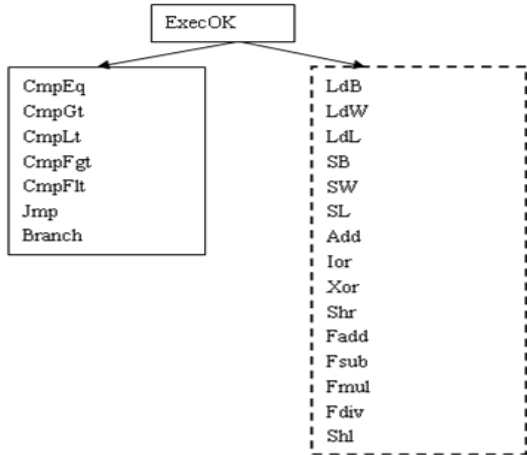 ExecOK
CmpEq
CmpGt
CmpLt
CmpFgt
CmpFlt
Jmp
Branch
LdB
LdW
LdL
SB
SW
SL
Add
Ior
Xor
Shr
Fadd
Fsub
Fmul
Fdiv
Shl